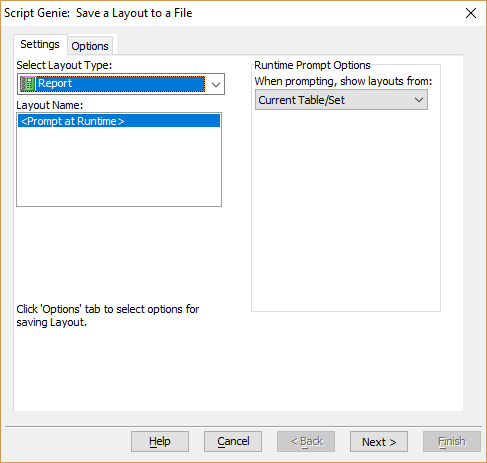 Script Genie: Save a Layout to a File
Settings
Options
Select Layout Type:
Report
Layout Name:
<Prompt at Runtime>
Runtime Prompt Options
When prompting, show layouts from:
Current Table/Set
Click 'Options' tab to select options for
saving Layout.
Help
Cancel
< Back
Next >
Finish